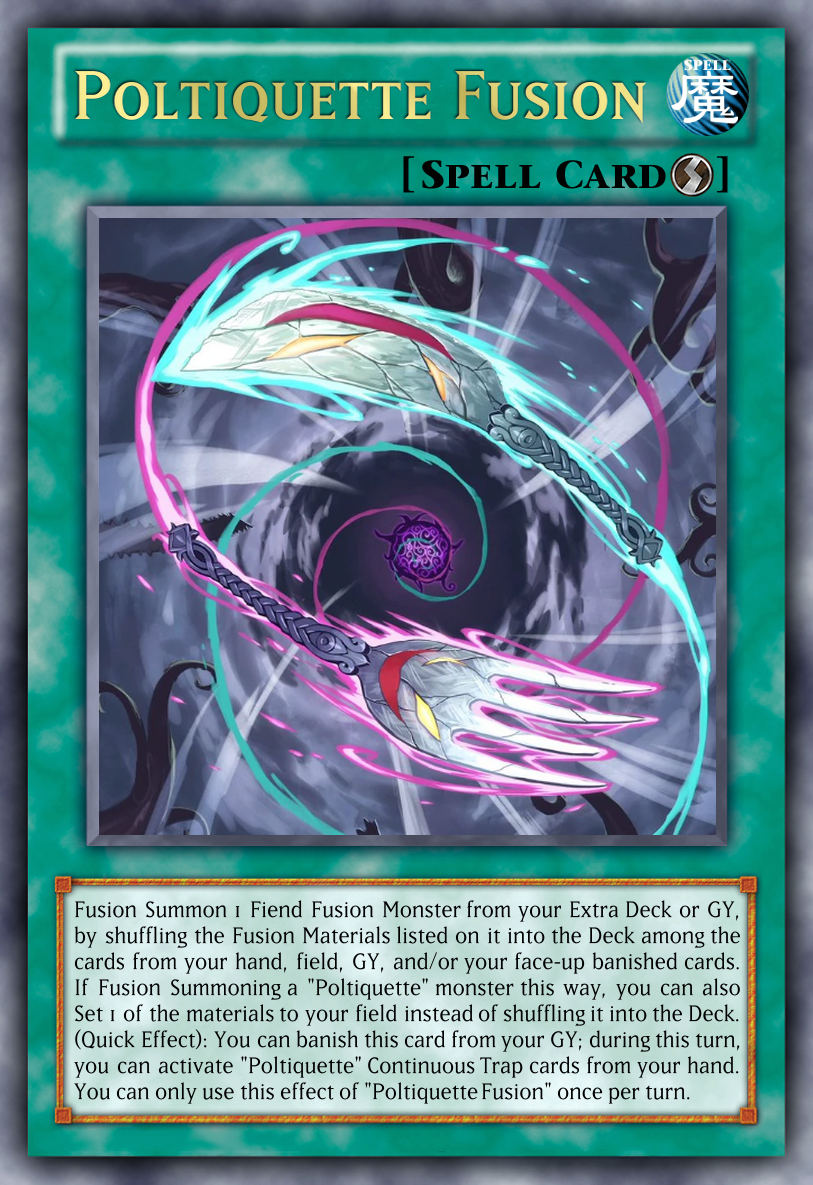 Poltiquette Fusion
SPELL
魔
[Spell Card]
Fusion Summon 1 Fiend Fusion Monster from your Extra Deck or GY,
by shuffling the Fusion Materials listed on it into the Deck among the
cards from your hand, field, GY, and/or your face-up banished cards.
If Fusion Summoning a "Poltiquette" monster this way, you can also
Set 1 of the materials to your field instead of shuffling it into the Deck.
(Quick Effect): You can banish this card from your GY; during this turn,
you can activate "Poltiquette" Continuous Trap cards from your hand.
You can only use this effect of "Poltiquette Fusion" once per turn.